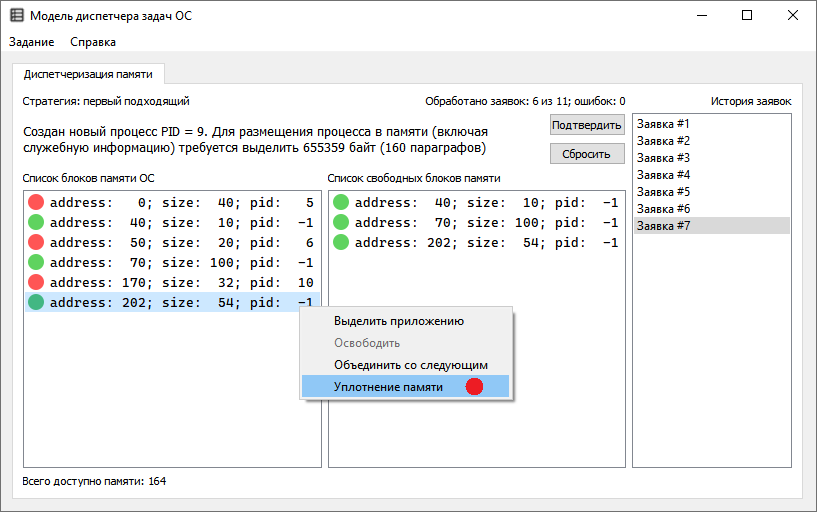 Модель диспетчера задач ОС
Задание Справка
Диспетчеризация памяти
Стратегия: первый подходящий
Обработано заявок: 6 из 11; ошибок: 0
История заявок
Создан новый процесс PID = 9. Для размещения процесса в памяти (включая
служебную информацию) требуется выделить 655359 байт (160 параграфов)
Подтвердить
Сбросить
Список блоков памяти ОС
address:   0; size:  40; pid:   5
address:  40; size:  10; pid:  -1
address:  50; size:  20; pid:   6
address:  70; size: 100; pid:  -1
address: 170; size:  32; pid:  10
address: 202; size:  54; pid:  -1
Список свободных блоков памяти
address:  40; size:  10; pid:  -1
address:  70; size: 100; pid:  -1
address: 202; size:  54; pid:  -1
Выделить приложению
Освободить
Объединить со следующим
Уплотнение памяти
Заявка #1
Заявка #2
Заявка #3
Заявка #4
Заявка #5
Заявка #6
Заявка #7
Всего доступно памяти: 164